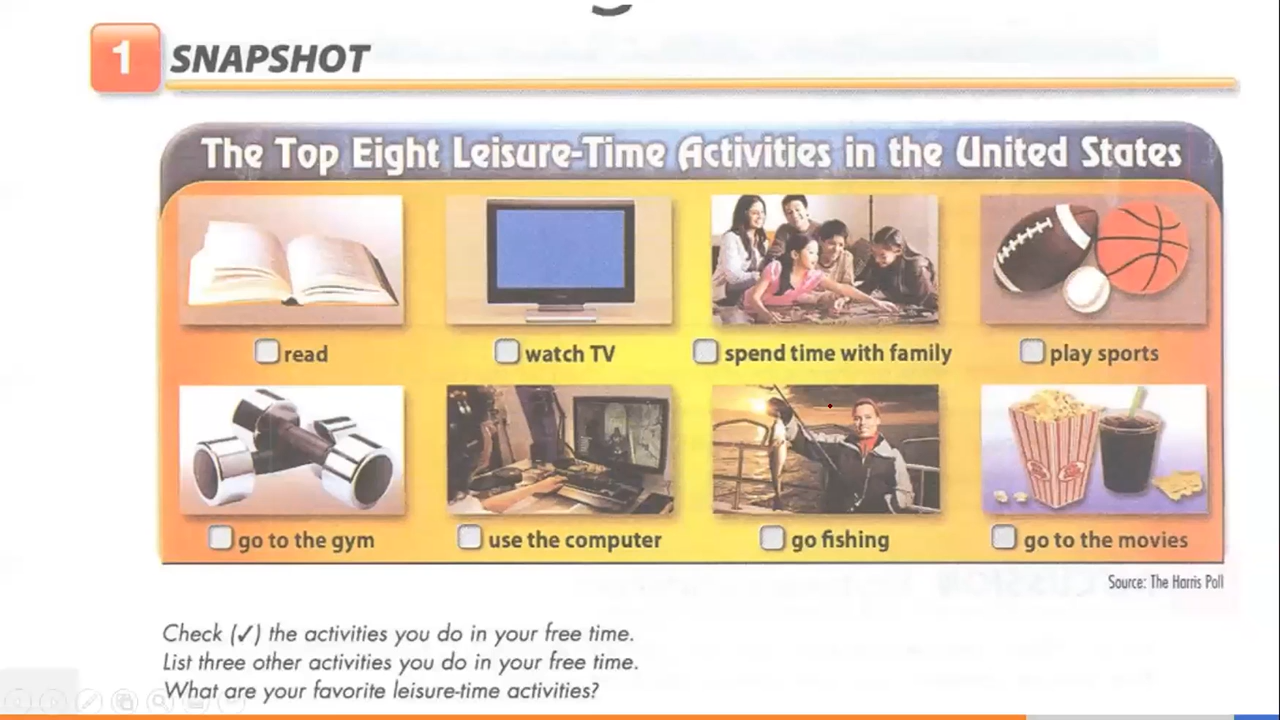 1 SNAPSHOT
The Top Eight Leisure-Time Activities in the United States
read
watch TV
spend time with family
play sports
go to the gym
use the computer
go fishing
go to the movies
Source: The Harris Poll
Check (✓) the activities you do in your free time.
List three other activities you do in your free time.
What are your favorite leisure-time activities?